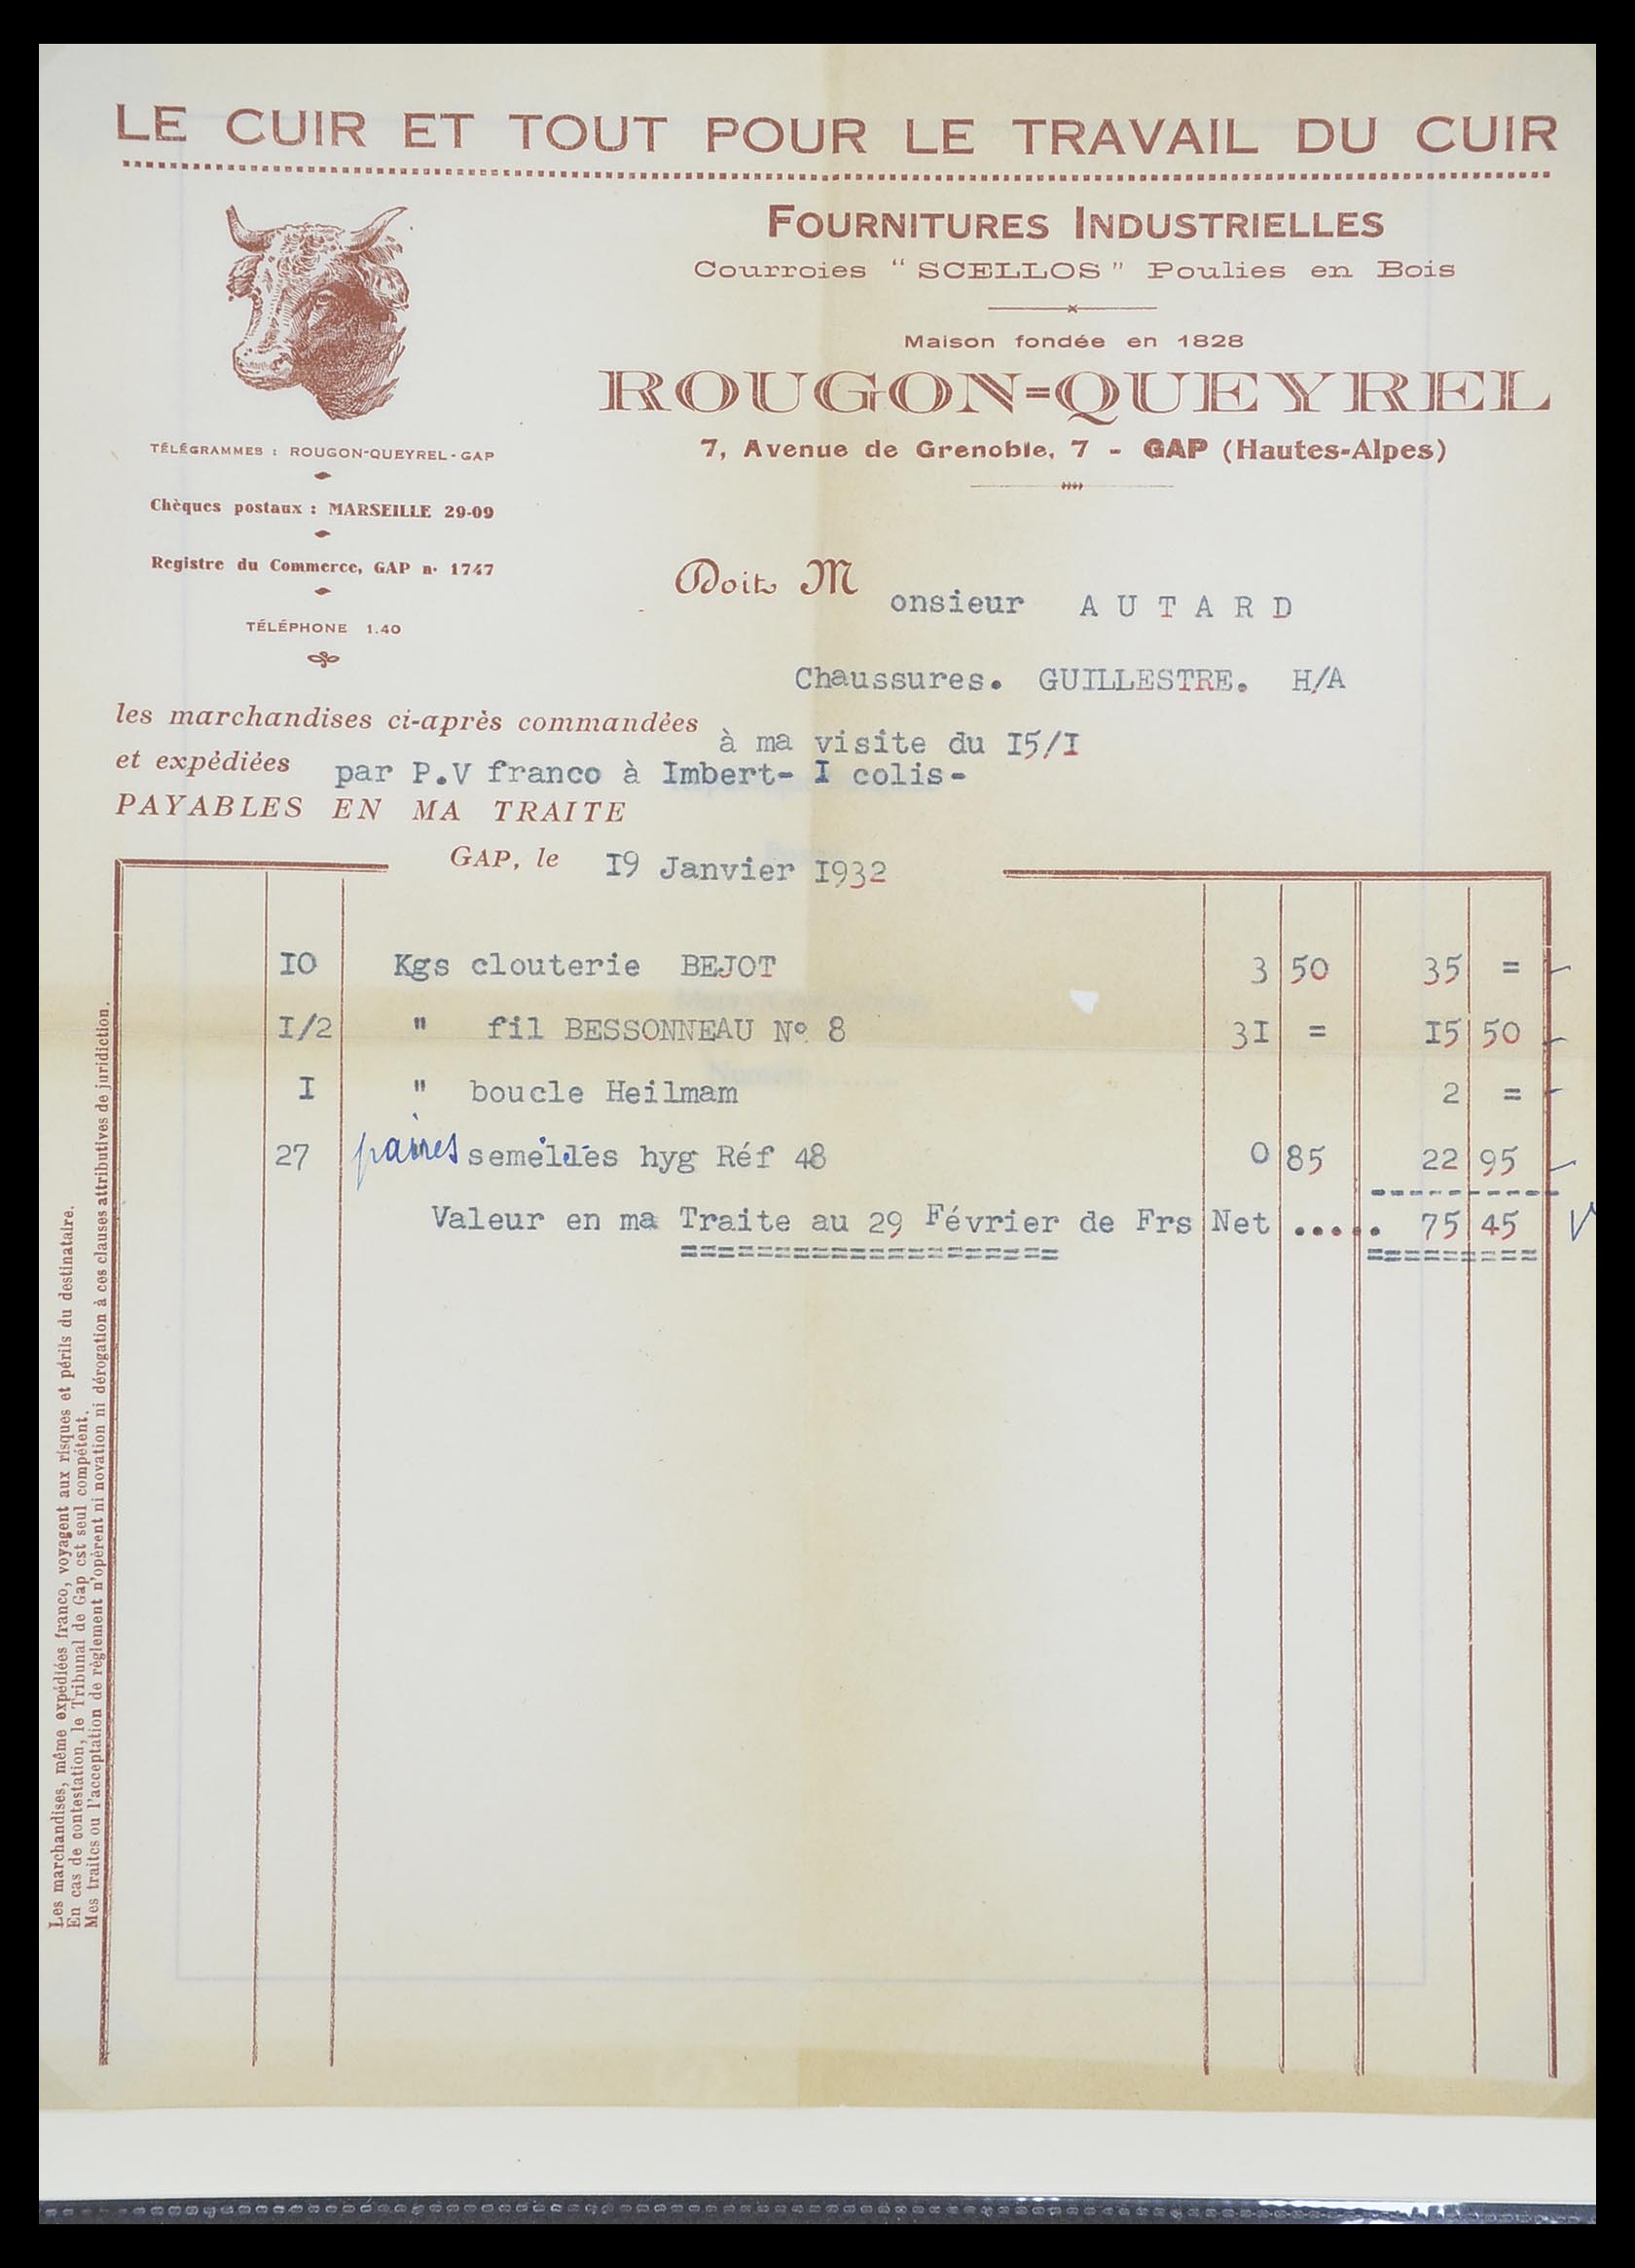 LE CUIR ET TOUT POUR LE TRAVAIL DU CUIR
FOURNITURES INDUSTRIELLES
Courroies “ SCELLOS ” Poulies en Bois
Maison fondée en 1828
ROUGON=QUEYREL
7, Avenue de Grenoble, 7 - GAP (Hautes-Alpes)
TÉLÉGRAMMES : ROUGON-QUEYREL - GAP
Chèques postaux : MARSEILLE 29-09
Registre du Commerce, GAP n· 1747
TÉLÉPHONE 1.40
Doit M onsieur A U T A R D
Chaussures. GUILLESTRE. H/A
les marchandises ci-après commandées à ma visite du I5/I
et expédiées par P.V franco à Imbert- I colis-
PAYABLES EN MA TRAITE
GAP, le I9 Janvier I932
IO Kgs clouterie BEJOT 3 50 35 =
I/2 " fil BESSONNEAU Nº 8 3I = I5 50
I " boucle Heilmam 2 =
27 paires semelles hyg Réf 48 0 85 22 95
Valeur en ma Traite au 29 Février de Frs Net ..... 75 45
Les marchandises, même expédiées franco, voyagent aux risques et périls du destinataire.
En cas de contestation, le Tribunal de Gap est seul compétent.
Mes traites ou l'acceptation de règlement n'opèrent ni novation ni dérogation à ces clauses attributives de juridiction.